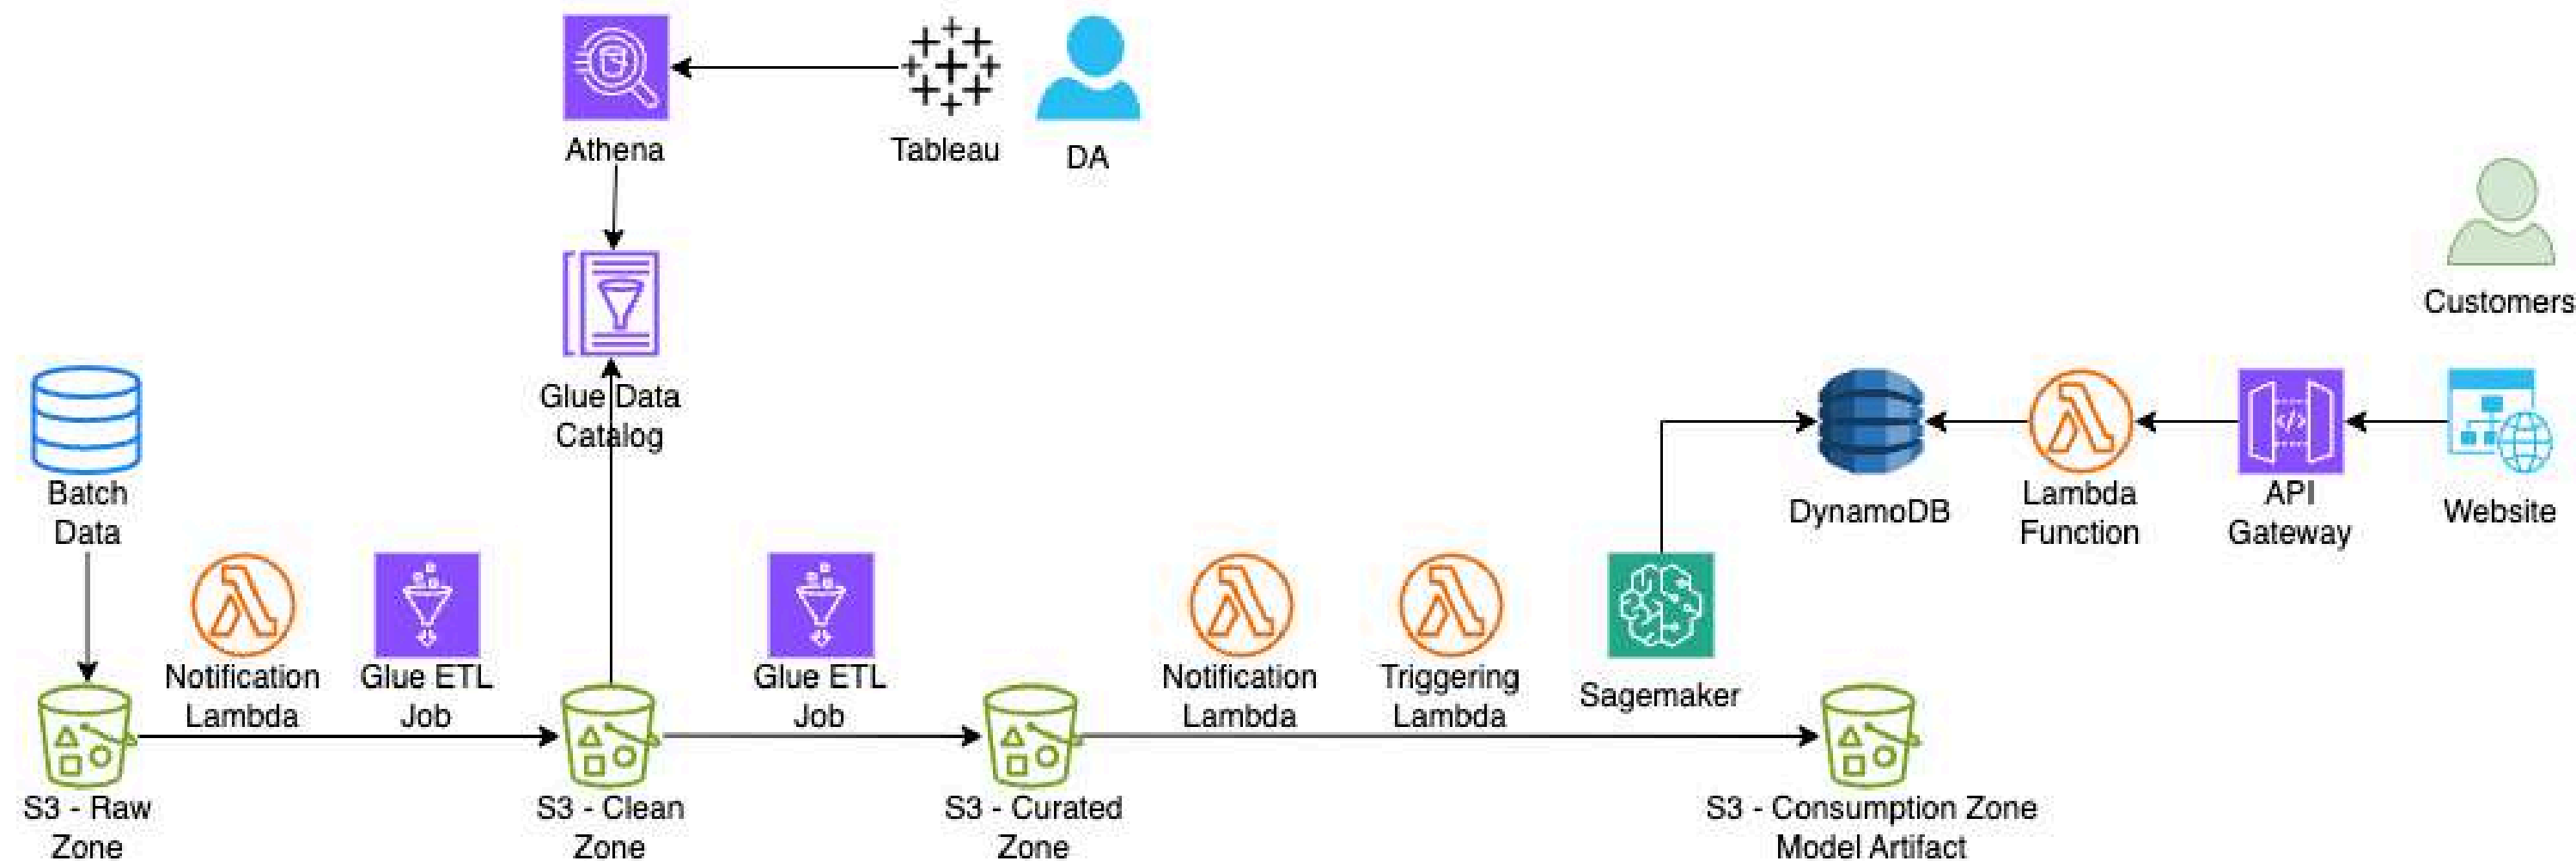 Athena
Tableau
DA
Customers
Glue Data
Catalog
Batch
Data
DynamoDB
Lambda
Function
API
Gateway
Website
Notification
Lambda
Glue ETL
Job
Glue ETL
Job
Notification
Lambda
Triggering
Lambda
Sagemaker
S3 - Raw
Zone
S3 - Clean
Zone
S3 - Curated
Zone
S3 - Consumption Zone
Model Artifact